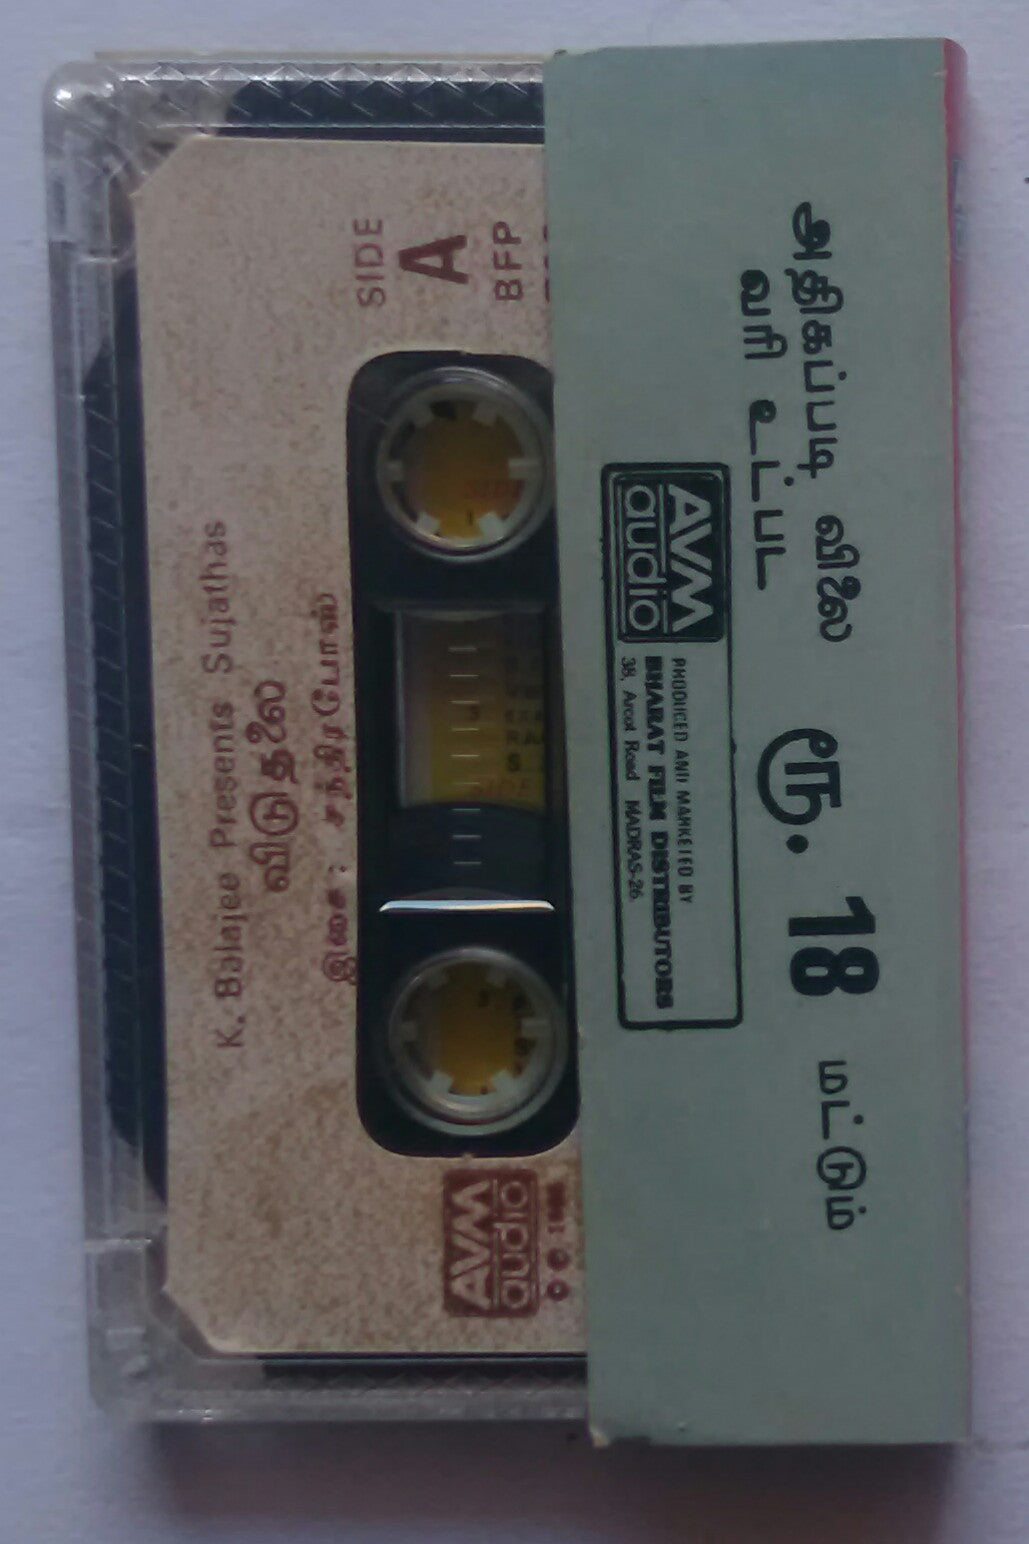 SIDE
A
BFP
K. Balajee Presents Sujathas
விடுதலை
இசை : சந்திரபோஸ்
AVM
audio
அதிகப்படி விலை ரூ. 18 மட்டும்
வரி உட்பட
AVM
audio
PRODUCED AND MARKETED BY
BHARAT FILM DISTRIBUTORS
38, Arcot Road MADRAS-26.